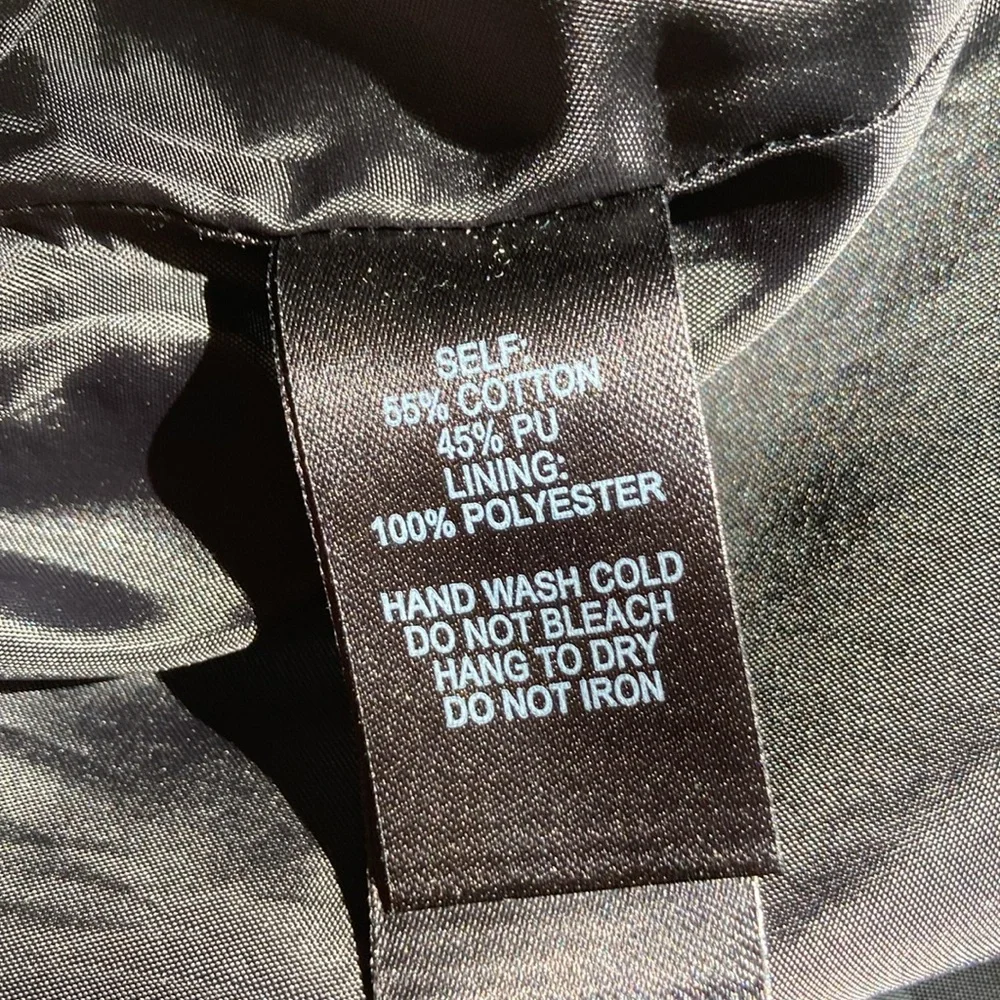 SELF:
55% COTTON
45% PU
LINING:
100% POLYESTER
HAND WASH COLD
DO NOT BLEACH
HANG TO DRY
DO NOT IRON